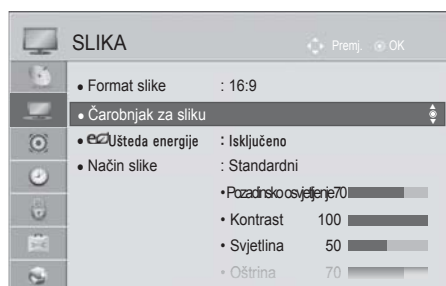 SLIKA Premj. OK
• Format slike : 16:9
• Čarobnjak za sliku
• eco Ušteda energije : Isključeno
• Način slike : Standardni
• Pozadinsko osvjetljenje 70
• Kontrast 100
• Svjetlina 50
• Oštrina 70